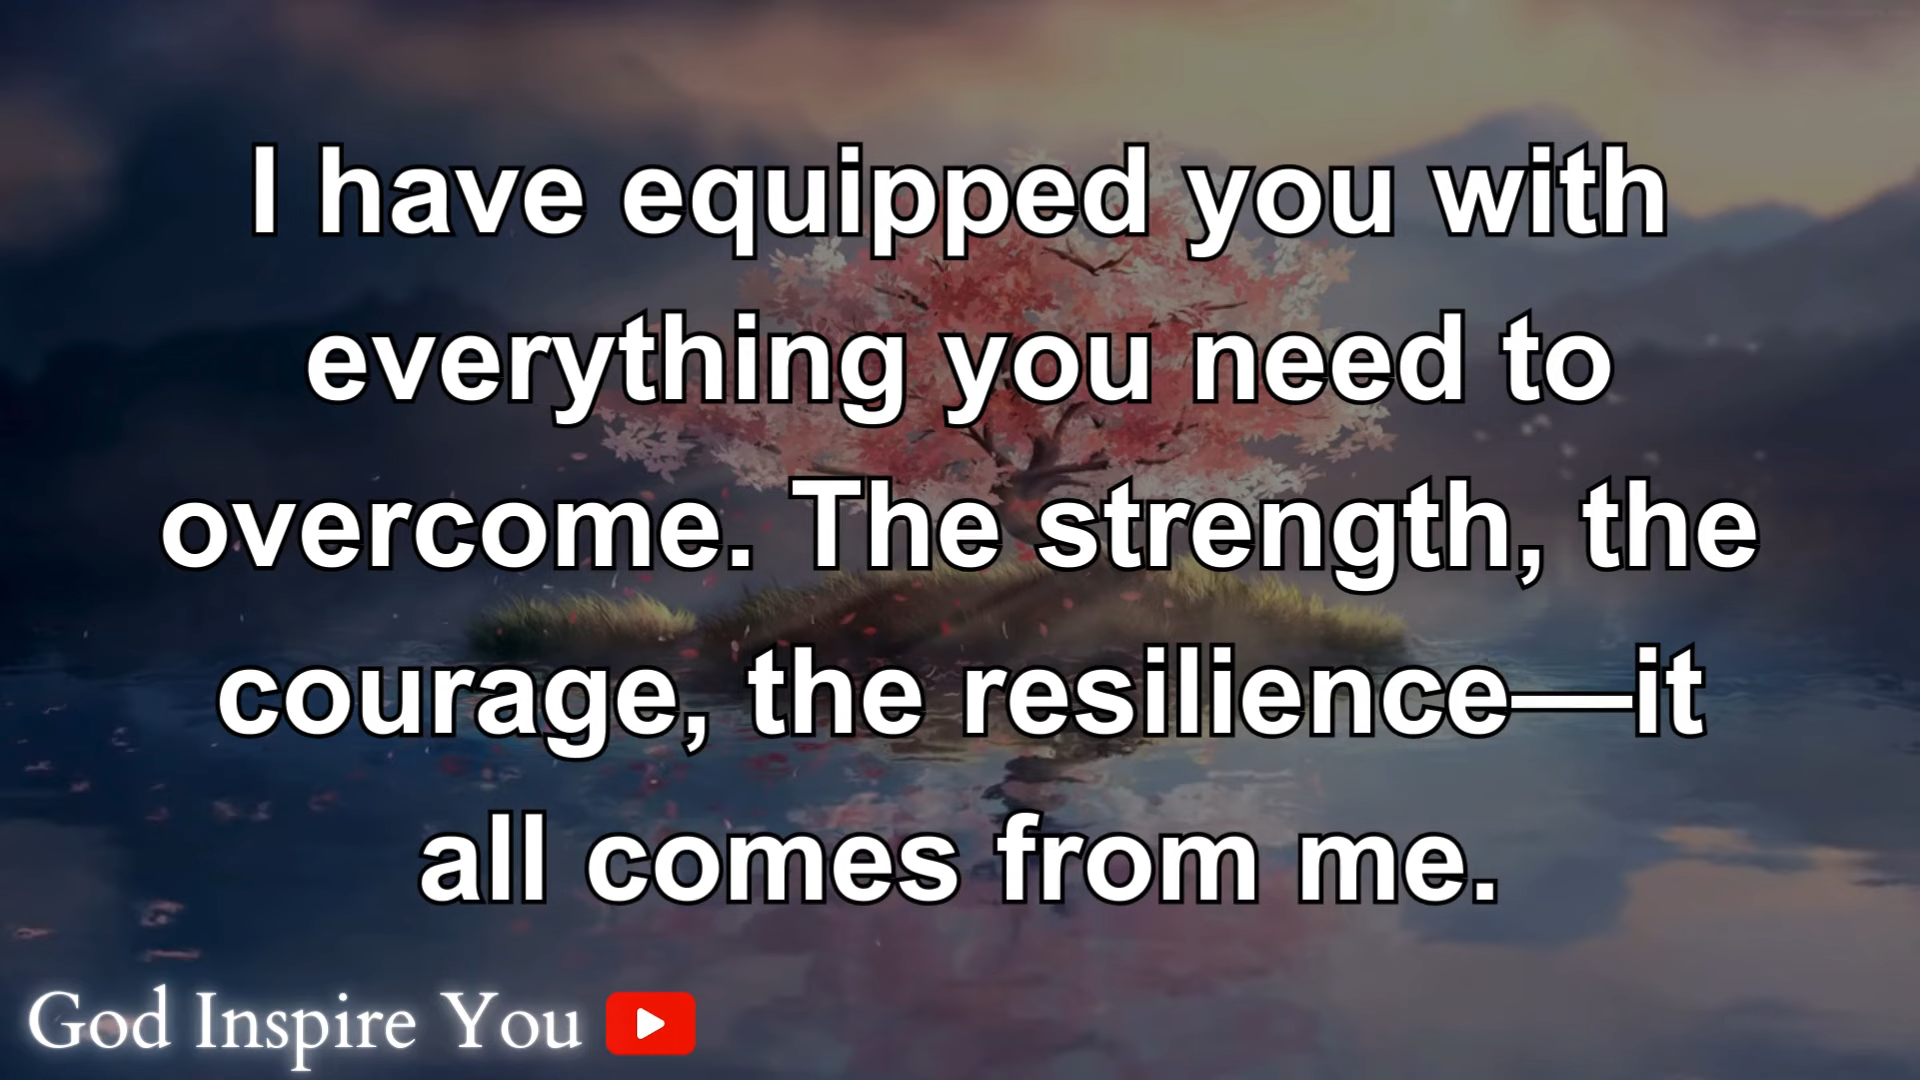 I have equipped you with
everything you need to
overcome. The strength, the
courage, the resilience—it
all comes from me.
God Inspire You